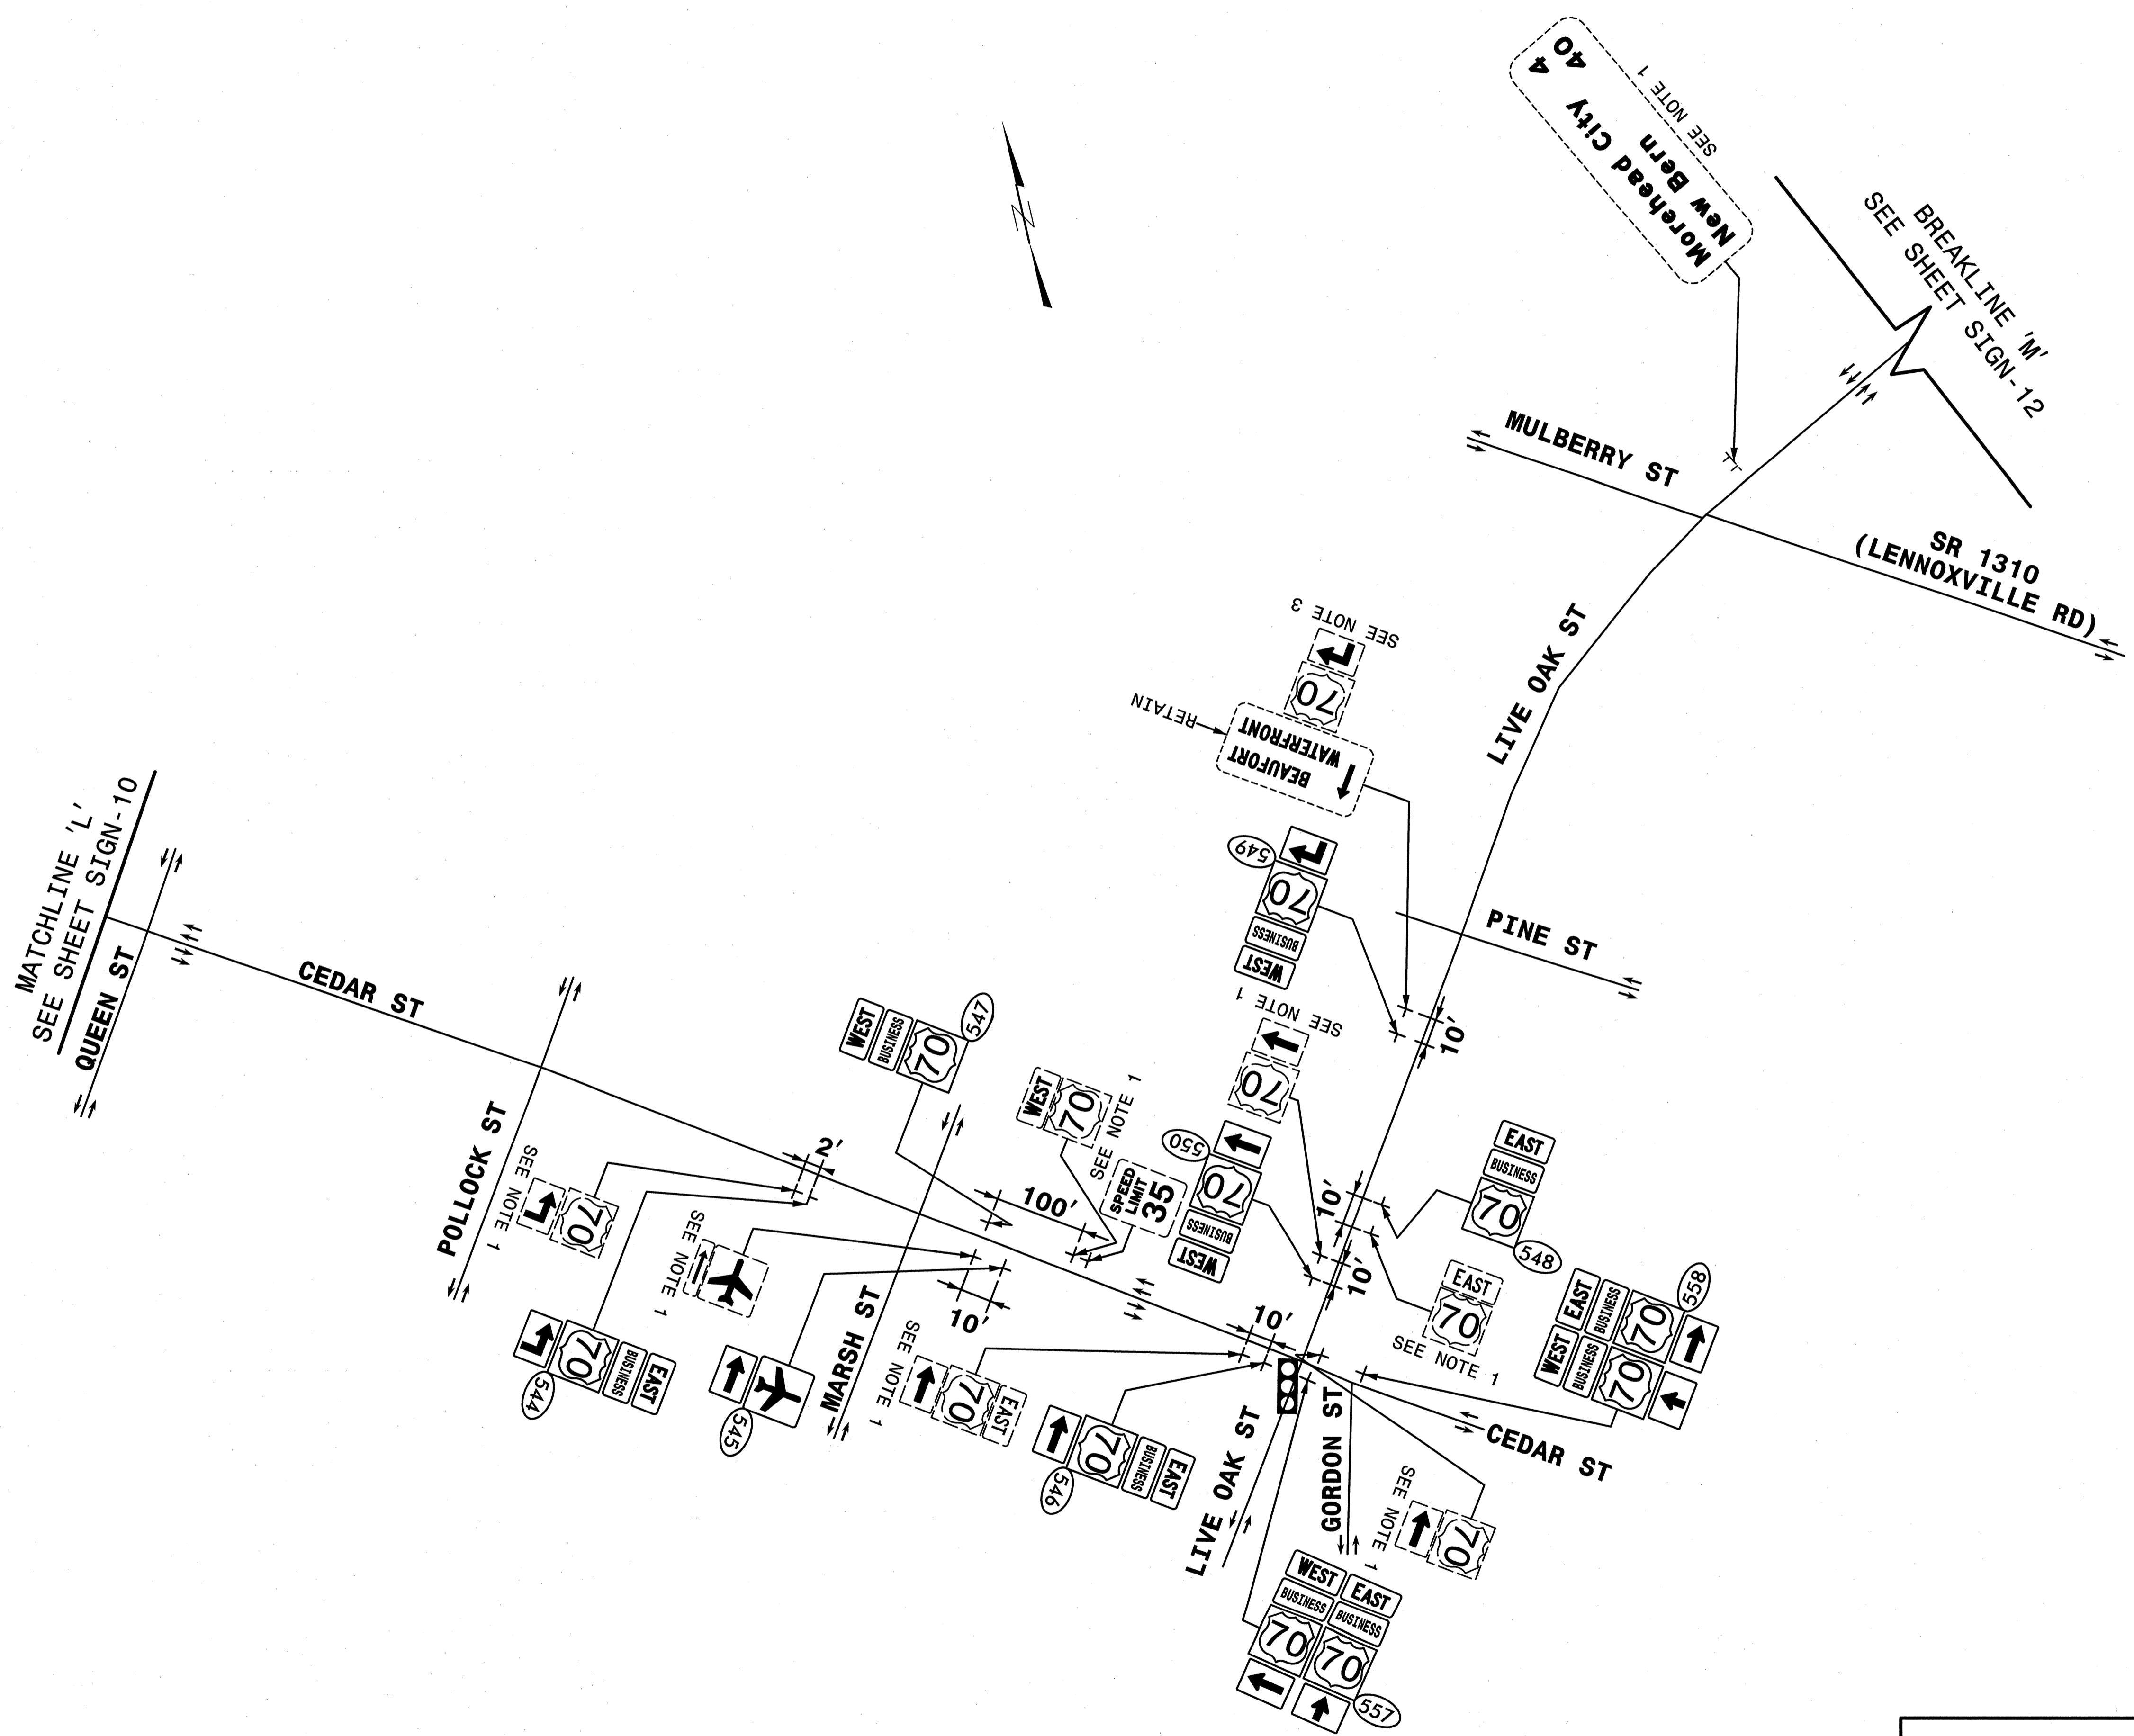 Morehead City 4
New Bern 40
SEE NOTE 1
BREAKLINE 'M'
SEE SHEET SIGN-12
MULBERRY ST
SR 1310
(LENNOXVILLE RD)
LIVE OAK ST
SEE NOTE 3
70
RETAIN
BEAUFORT
WATERFRONT
549
70
BUSINESS
WEST
PINE ST
10'
SEE NOTE 1
70
550
70
BUSINESS
WEST
MATCHLINE 'L'
SEE SHEET SIGN-10
QUEEN ST
CEDAR ST
POLLOCK ST
2'
WEST
BUSINESS
70
547
WEST
70
SEE NOTE 1
100'
SPEED
LIMIT
35
10'
10'
EAST
BUSINESS
70
548
EAST
70
SEE NOTE 1
EAST
BUSINESS
70
WEST
BUSINESS
70
558
SEE NOTE 1
70
SEE NOTE 1
544
70
BUSINESS
EAST
545
MARSH ST
10'
SEE NOTE 1
70
EAST
10'
546
70
BUSINESS
EAST
LIVE OAK ST
GORDON ST
CEDAR ST
SEE NOTE 1
70
WEST
BUSINESS
70
EAST
BUSINESS
70
557
N